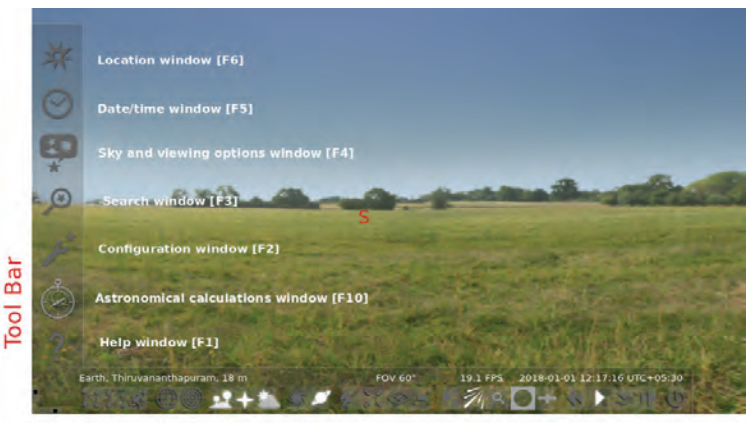 Location window [F6]
Date/time window [F5]
Sky and viewing options window [F4]
Search window [F3]
S
Configuration window [F2]
Astronomical calculations window [F10]
Help window [F1]
Tool Bar
Earth, Thiruvananthapuram, 18 m FOV 60° 19.1 FPS 2018-01-01 12:17:16 UTC+05:30